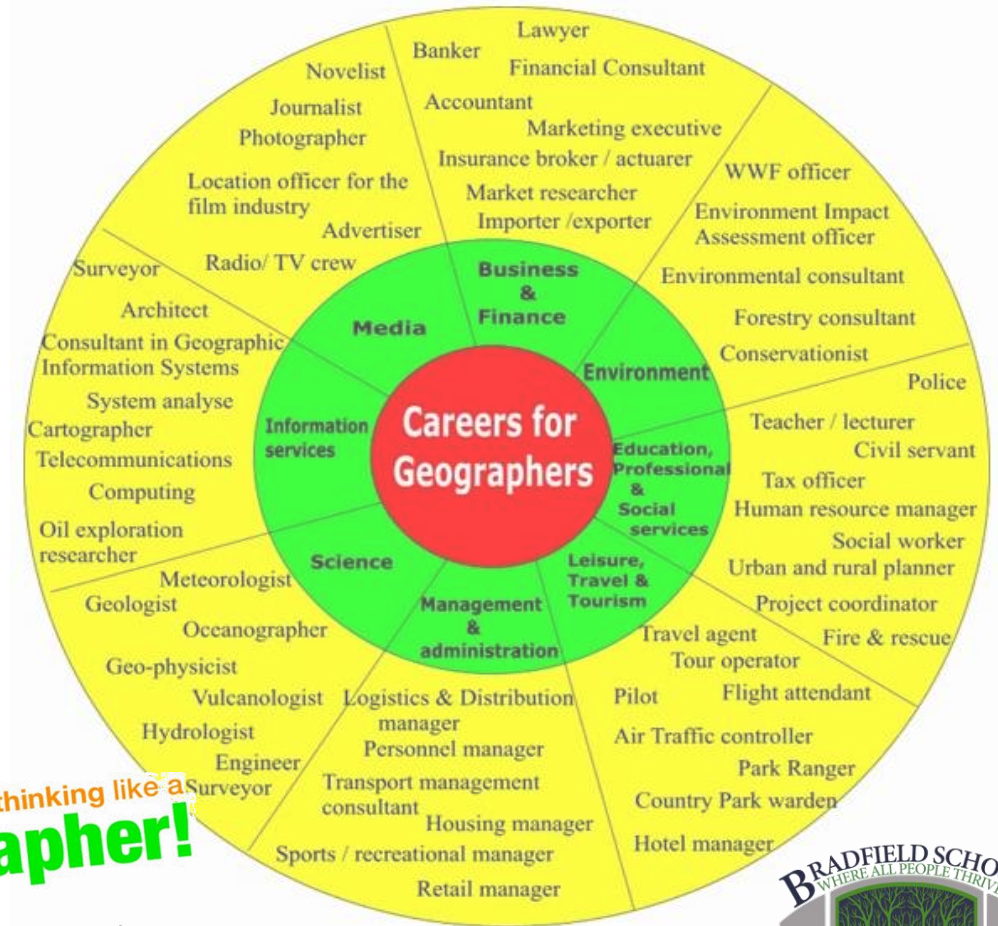 Careers for
Geographers
Business
&
Finance
Lawyer
Banker
Financial Consultant
Accountant
Marketing executive
Insurance broker / actuarer
Market researcher
Importer /exporter
Environment
WWF officer
Environment Impact
Assessment officer
Environmental consultant
Forestry consultant
Conservationist
Education,
Professional
&
Social
services
Police
Teacher / lecturer
Civil servant
Tax officer
Human resource manager
Social worker
Urban and rural planner
Project coordinator
Fire & rescue
Leisure,
Travel &
Tourism
Travel agent
Tour operator
Pilot
Flight attendant
Air Traffic controller
Park Ranger
Country Park warden
Hotel manager
Management
&
administration
Logistics & Distribution
manager
Personnel manager
Transport management
consultant
Housing manager
Sports / recreational manager
Retail manager
Science
Meteorologist
Geologist
Oceanographer
Geo-physicist
Vulcanologist
Hydrologist
Engineer
Surveyor
Information
services
Surveyor
Architect
Consultant in Geographic
Information Systems
System analyse
Cartographer
Telecommunications
Computing
Oil exploration
researcher
Media
Novelist
Journalist
Photographer
Location officer for the
film industry
Advertiser
Radio/ TV crew
thinking like a
apher!
BRADFIELD SCHO
WHERE ALL PEOPLE THRIV